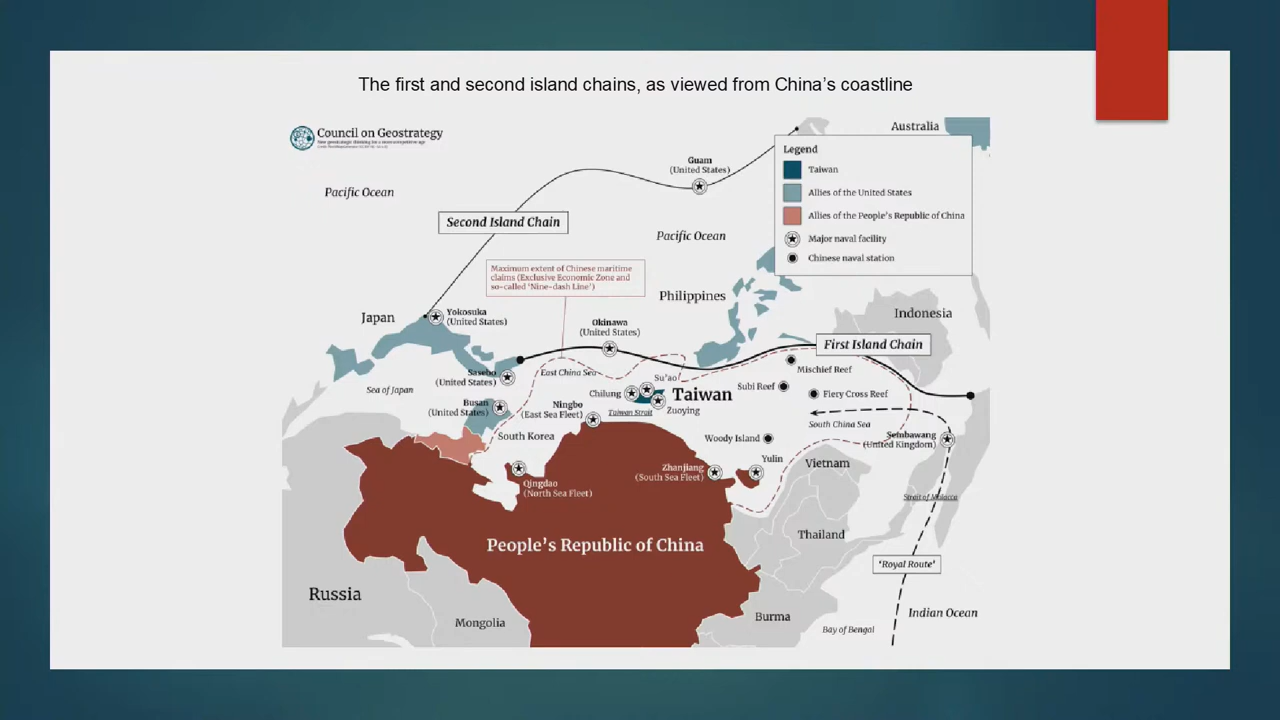 The first and second island chains, as viewed from China's coastline
Council on Geostrategy
Australia
Legend
Taiwan
Allies of the United States
Allies of the People's Republic of China
Major naval facility
Chinese naval station
Guam
(United States)
Pacific Ocean
Second Island Chain
Pacific Ocean
Maximum extent of Chinese maritime
claims (Exclusive Economic Zone and
so-called 'Nine-dash Line')
Philippines
Indonesia
Japan
Yokosuka
(United States)
Okinawa
(United States)
First Island Chain
Sea of Japan
Sasebo
(United States)
East China Sea
Su'ao
Mischief Reef
Subi Reef
Chilung
Taiwan
Fiery Cross Reef
Busan
(United States)
Ningbo
(East Sea Fleet)
Taiwan Strait
Zuoying
South China Sea
South Korea
Woody Island
Sembawang
(United Kingdom)
Yulin
Vietnam
Zhanjiang
(South Sea Fleet)
Qingdao
(North Sea Fleet)
Strait of Malacca
Thailand
People's Republic of China
'Royal Route'
Russia
Mongolia
Burma
Bay of Bengal
Indian Ocean